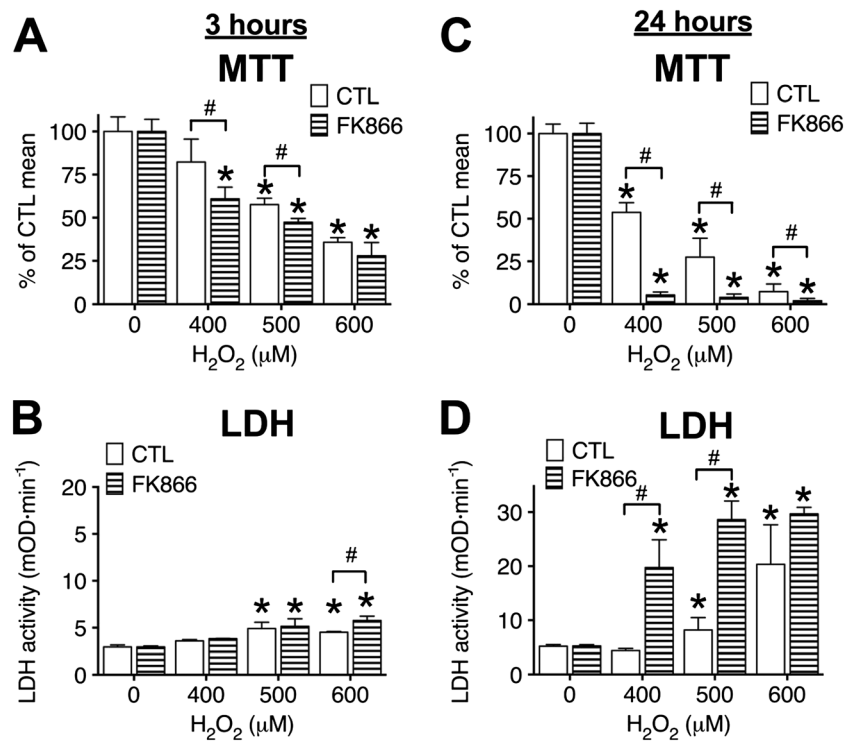 A
3 hours
MTT
CTL
FK866
% of CTL mean
100
75
50
25
0
#
#
*
*
*
*
*
0
400
500
600
H₂O₂ (μM)
C
24 hours
MTT
CTL
FK866
% of CTL mean
100
75
50
25
0
#
#
#
*
*
*
*
*
*
0
400
500
600
H₂O₂ (μM)
B
LDH
CTL
FK866
LDH activity (mOD·min⁻¹)
20
5
10
5
0
#
*
*
*
*
0
400
500
600
H₂O₂ (μM)
D
LDH
CTL
FK866
LDH activity (mOD·min⁻¹)
30
20
10
0
#
#
*
*
*
*
*
0
400
500
600
H₂O₂ (μM)